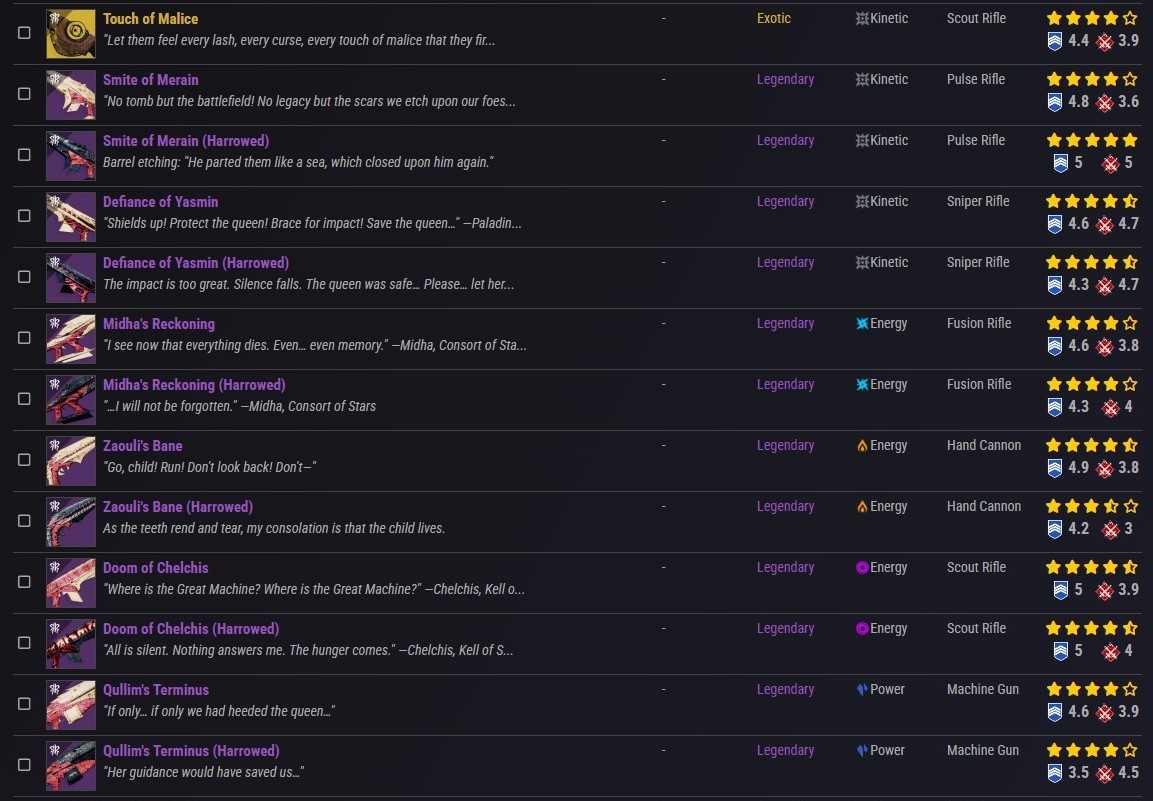 Touch of Malice - Exotic Kinetic Scout Rifle
"Let them feel every lash, every curse, every touch of malice that they fir... 4.4 3.9
Smite of Merain - Legendary Kinetic Pulse Rifle
"No tomb but the battlefield! No legacy but the scars we etch upon our foes... 4.8 3.6
Smite of Merain (Harrowed) - Legendary Kinetic Pulse Rifle
Barrel etching: "He parted them like a sea, which closed upon him again." 5 5
Defiance of Yasmin - Legendary Kinetic Sniper Rifle
"Shields up! Protect the queen! Brace for impact! Save the queen…" —Paladin... 4.6 4.7
Defiance of Yasmin (Harrowed) - Legendary Kinetic Sniper Rifle
The impact is too great. Silence falls. The queen was safe… Please… let her... 4.3 4.7
Midha's Reckoning - Legendary Energy Fusion Rifle
"I see now that everything dies. Even… even memory." —Midha, Consort of Sta... 4.6 3.8
Midha's Reckoning (Harrowed) - Legendary Energy Fusion Rifle
"…I will not be forgotten." —Midha, Consort of Stars 4.3 4
Zaouli's Bane - Legendary Energy Hand Cannon
"Go, child! Run! Don't look back! Don't—" 4.9 3.8
Zaouli's Bane (Harrowed) - Legendary Energy Hand Cannon
As the teeth rend and tear, my consolation is that the child lives. 4.2 3
Doom of Chelchis - Legendary Energy Scout Rifle
"Where is the Great Machine? Where is the Great Machine?" —Chelchis, Kell o... 5 3.9
Doom of Chelchis (Harrowed) - Legendary Energy Scout Rifle
"All is silent. Nothing answers me. The hunger comes." —Chelchis, Kell of S... 5 4
Qullim's Terminus - Legendary Power Machine Gun
"If only… if only we had heeded the queen…" 4.6 3.9
Qullim's Terminus (Harrowed) - Legendary Power Machine Gun
"Her guidance would have saved us…" 3.5 4.5